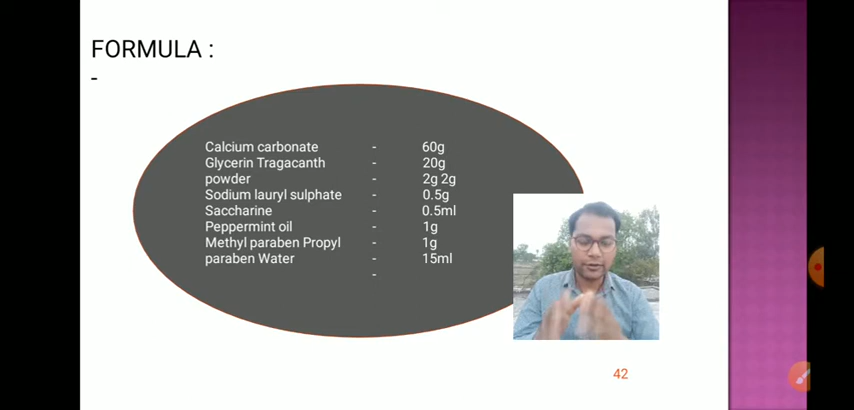 FORMULA :
-
Calcium carbonate - 60g
Glycerin Tragacanth - 20g
powder - 2g 2g
Sodium lauryl sulphate - 0.5g
Saccharine - 0.5ml
Peppermint oil - 1g
Methyl paraben Propyl - 1g
paraben Water - 15ml
-
42